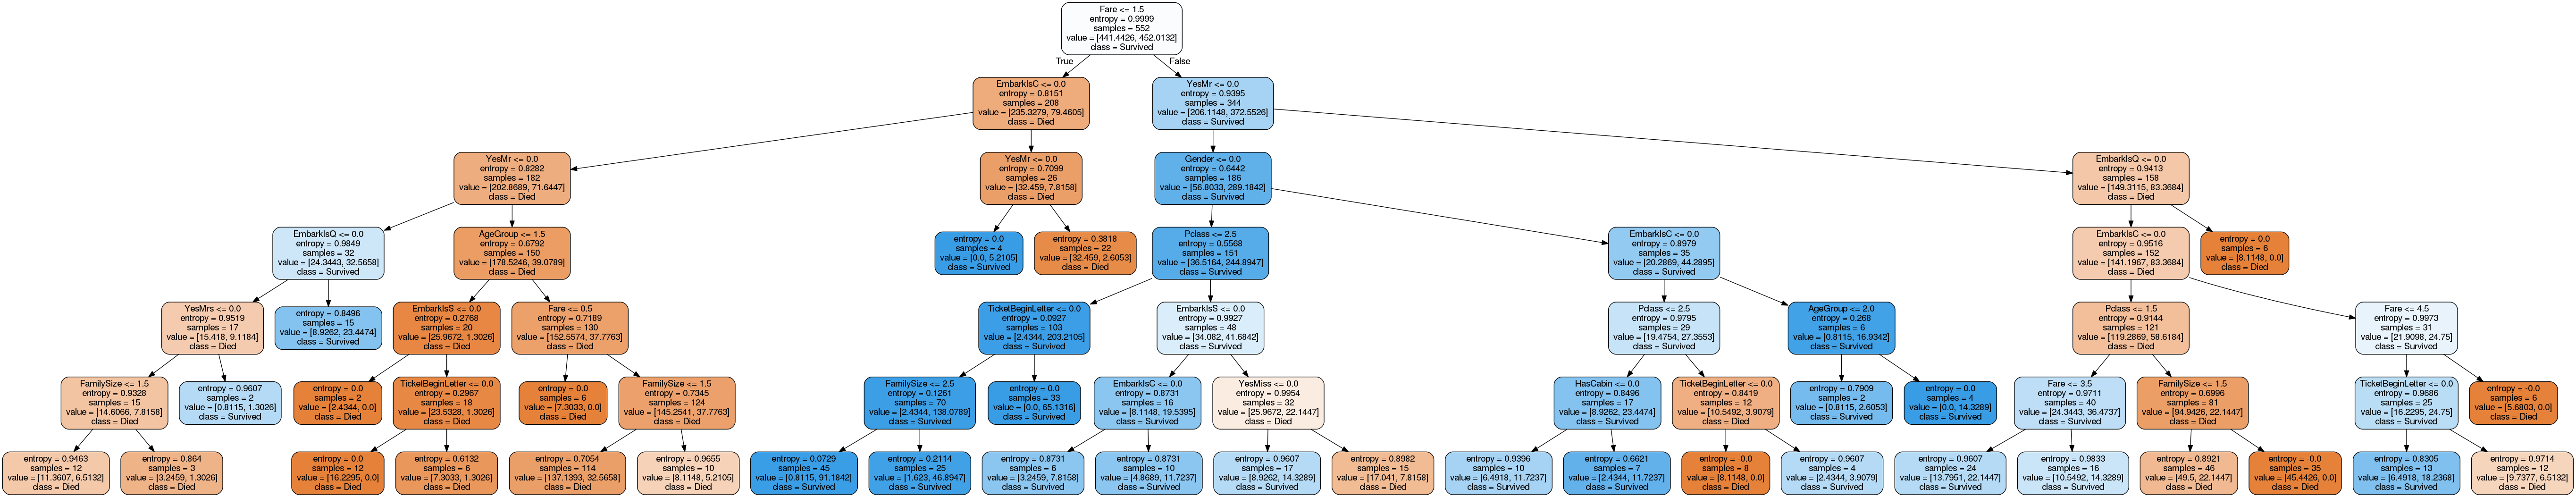 Fare <= 1.5
entropy = 0.9999
samples = 552
value = [441.4426, 452.0132]
class = Survived
True
False
EmbarkIsC <= 0.0
entropy = 0.8151
samples = 208
value = [235.3279, 79.4605]
class = Died
YesMr <= 0.0
entropy = 0.9395
samples = 344
value = [206.1148, 372.5526]
class = Survived
YesMr <= 0.0
entropy = 0.8282
samples = 182
value = [202.8689, 71.6447]
class = Died
YesMr <= 0.0
entropy = 0.7099
samples = 26
value = [32.459, 7.8158]
class = Died
Gender <= 0.0
entropy = 0.6442
samples = 186
value = [56.8033, 289.1842]
class = Survived
EmbarkIsQ <= 0.0
entropy = 0.9413
samples = 158
value = [149.3115, 83.3684]
class = Died
EmbarkIsQ <= 0.0
entropy = 0.9849
samples = 32
value = [24.3443, 32.5658]
class = Survived
AgeGroup <= 1.5
entropy = 0.6792
samples = 150
value = [178.5246, 39.0789]
class = Died
entropy = 0.0
samples = 4
value = [0.0, 5.2105]
class = Survived
entropy = 0.3818
samples = 22
value = [32.459, 2.6053]
class = Died
Pclass <= 2.5
entropy = 0.5568
samples = 151
value = [36.5164, 244.8947]
class = Survived
EmbarkIsC <= 0.0
entropy = 0.8979
samples = 35
value = [20.2869, 44.2895]
class = Survived
EmbarkIsC <= 0.0
entropy = 0.9516
samples = 152
value = [141.1967, 83.3684]
class = Died
entropy = 0.0
samples = 6
value = [8.1148, 0.0]
class = Died
YesMrs <= 0.0
entropy = 0.9519
samples = 17
value = [15.418, 9.1184]
class = Died
entropy = 0.8496
samples = 15
value = [8.9262, 23.4474]
class = Survived
EmbarkIsS <= 0.0
entropy = 0.2768
samples = 20
value = [25.9672, 1.3026]
class = Died
Fare <= 0.5
entropy = 0.7189
samples = 130
value = [152.5574, 37.7763]
class = Died
TicketBeginLetter <= 0.0
entropy = 0.0927
samples = 103
value = [2.4344, 203.2105]
class = Survived
EmbarkIsS <= 0.0
entropy = 0.9927
samples = 48
value = [34.082, 41.6842]
class = Survived
Pclass <= 2.5
entropy = 0.9795
samples = 29
value = [19.4754, 27.3553]
class = Survived
AgeGroup <= 2.0
entropy = 0.268
samples = 6
value = [0.8115, 16.9342]
class = Survived
Pclass <= 1.5
entropy = 0.9144
samples = 121
value = [119.2869, 58.6184]
class = Died
Fare <= 4.5
entropy = 0.9973
samples = 31
value = [21.9098, 24.75]
class = Survived
FamilySize <= 1.5
entropy = 0.9328
samples = 15
value = [14.6066, 7.8158]
class = Died
entropy = 0.9607
samples = 2
value = [0.8115, 1.3026]
class = Survived
entropy = 0.0
samples = 2
value = [2.4344, 0.0]
class = Died
TicketBeginLetter <= 0.0
entropy = 0.2967
samples = 18
value = [23.5328, 1.3026]
class = Died
entropy = 0.0
samples = 6
value = [7.3033, 0.0]
class = Died
FamilySize <= 1.5
entropy = 0.7345
samples = 124
value = [145.2541, 37.7763]
class = Died
FamilySize <= 2.5
entropy = 0.1261
samples = 70
value = [2.4344, 138.0789]
class = Survived
entropy = 0.0
samples = 33
value = [0.0, 65.1316]
class = Survived
EmbarkIsC <= 0.0
entropy = 0.8731
samples = 16
value = [8.1148, 19.5395]
class = Survived
YesMiss <= 0.0
entropy = 0.9954
samples = 32
value = [25.9672, 22.1447]
class = Died
HasCabin <= 0.0
entropy = 0.8496
samples = 17
value = [8.9262, 23.4474]
class = Survived
TicketBeginLetter <= 0.0
entropy = 0.8419
samples = 12
value = [10.5492, 3.9079]
class = Died
entropy = 0.7909
samples = 2
value = [0.8115, 2.6053]
class = Survived
entropy = 0.0
samples = 4
value = [0.0, 14.3289]
class = Survived
Fare <= 3.5
entropy = 0.9711
samples = 40
value = [24.3443, 36.4737]
class = Survived
FamilySize <= 1.5
entropy = 0.6996
samples = 81
value = [94.9426, 22.1447]
class = Died
TicketBeginLetter <= 0.0
entropy = 0.9686
samples = 25
value = [16.2295, 24.75]
class = Survived
entropy = -0.0
samples = 6
value = [5.6803, 0.0]
class = Died
entropy = 0.9463
samples = 12
value = [11.3607, 6.5132]
class = Died
entropy = 0.864
samples = 3
value = [3.2459, 1.3026]
class = Died
entropy = 0.0
samples = 12
value = [16.2295, 0.0]
class = Died
entropy = 0.6132
samples = 6
value = [7.3033, 1.3026]
class = Died
entropy = 0.7054
samples = 114
value = [137.1393, 32.5658]
class = Died
entropy = 0.9655
samples = 10
value = [8.1148, 5.2105]
class = Died
entropy = 0.0729
samples = 45
value = [0.8115, 91.1842]
class = Survived
entropy = 0.2114
samples = 25
value = [1.623, 46.8947]
class = Survived
entropy = 0.8731
samples = 6
value = [3.2459, 7.8158]
class = Survived
entropy = 0.8731
samples = 10
value = [4.8689, 11.7237]
class = Survived
entropy = 0.9607
samples = 17
value = [8.9262, 14.3289]
class = Survived
entropy = 0.8982
samples = 15
value = [17.041, 7.8158]
class = Died
entropy = 0.9396
samples = 10
value = [6.4918, 11.7237]
class = Survived
entropy = 0.6621
samples = 7
value = [2.4344, 11.7237]
class = Survived
entropy = -0.0
samples = 8
value = [8.1148, 0.0]
class = Died
entropy = 0.9607
samples = 4
value = [2.4344, 3.9079]
class = Survived
entropy = 0.9607
samples = 24
value = [13.7951, 22.1447]
class = Survived
entropy = 0.9833
samples = 16
value = [10.5492, 14.3289]
class = Survived
entropy = 0.8921
samples = 46
value = [49.5, 22.1447]
class = Died
entropy = -0.0
samples = 35
value = [45.4426, 0.0]
class = Died
entropy = 0.8305
samples = 13
value = [6.4918, 18.2368]
class = Survived
entropy = 0.9714
samples = 12
value = [9.7377, 6.5132]
class = Died